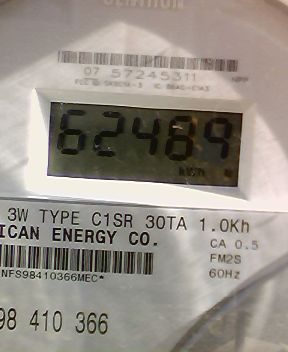 07 57245311
62489
3W TYPE C1SR 30TA 1.0Kh
ICAN ENERGY CO.
CA 0.5
FM2S
60Hz
NFS98410366MEC*
98 410 366